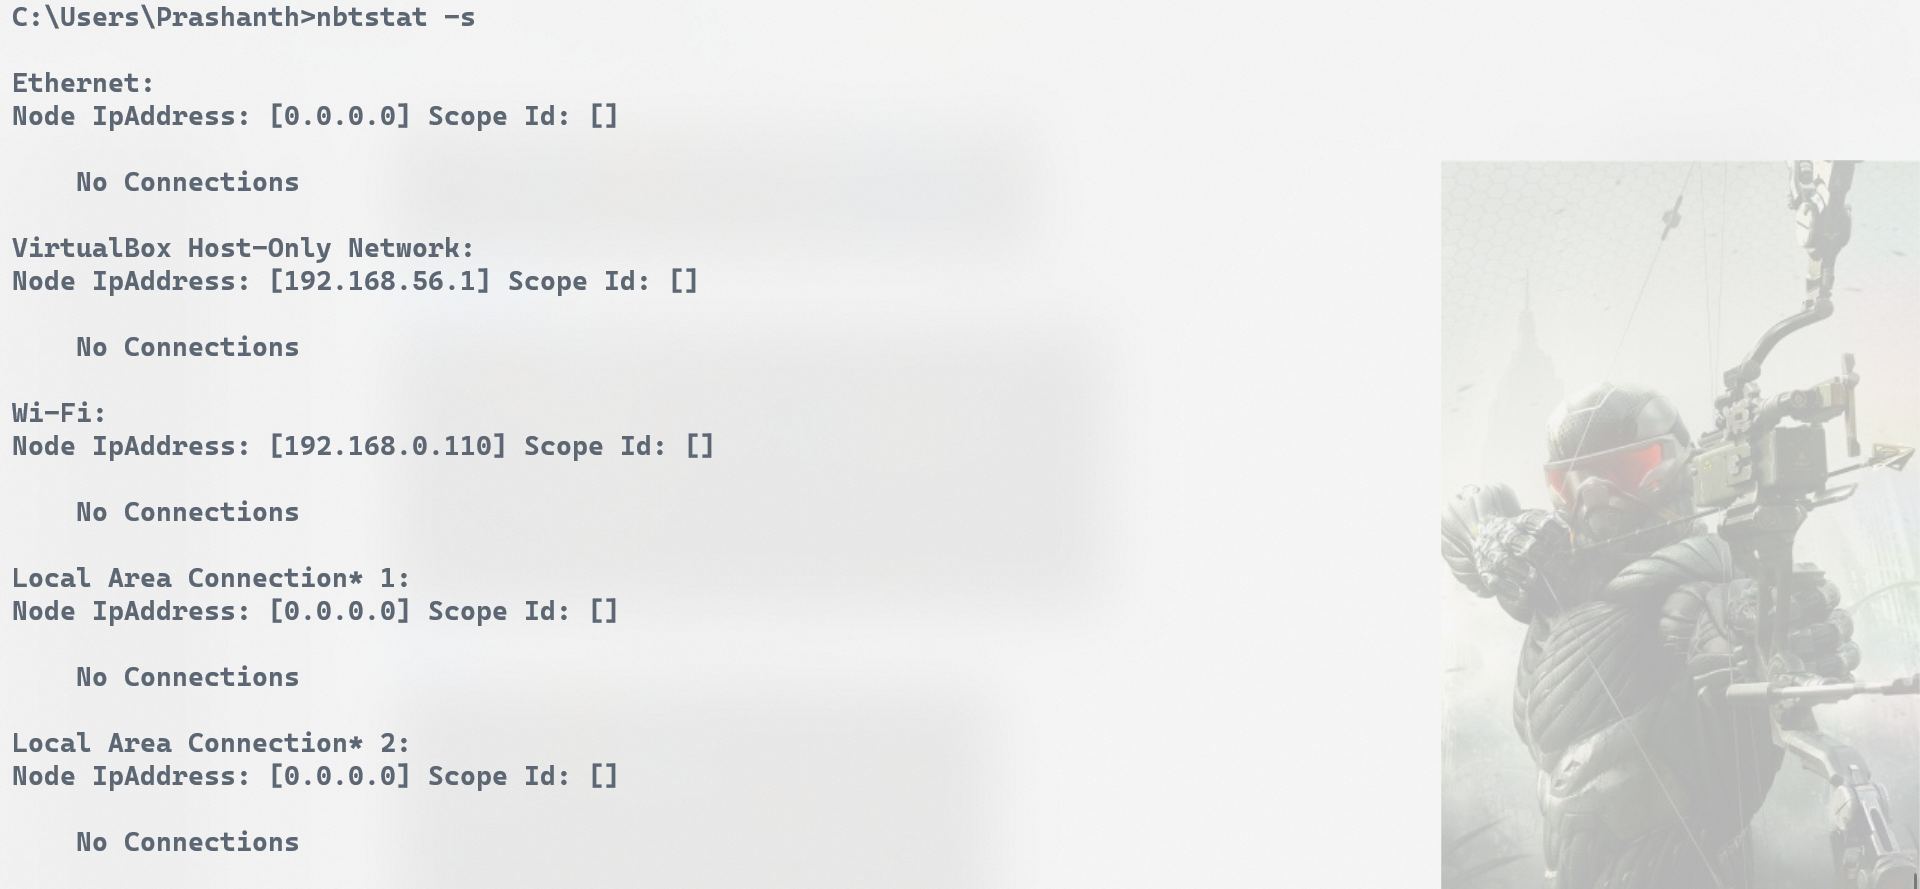 C:\Users\Prashanth>nbtstat -s
Ethernet:
Node IpAddress: [0.0.0.0] Scope Id: []
No Connections
VirtualBox Host-Only Network:
Node IpAddress: [192.168.56.1] Scope Id: []
No Connections
Wi-Fi:
Node IpAddress: [192.168.0.110] Scope Id: []
No Connections
Local Area Connection* 1:
Node IpAddress: [0.0.0.0] Scope Id: []
No Connections
Local Area Connection* 2:
Node IpAddress: [0.0.0.0] Scope Id: []
No Connections